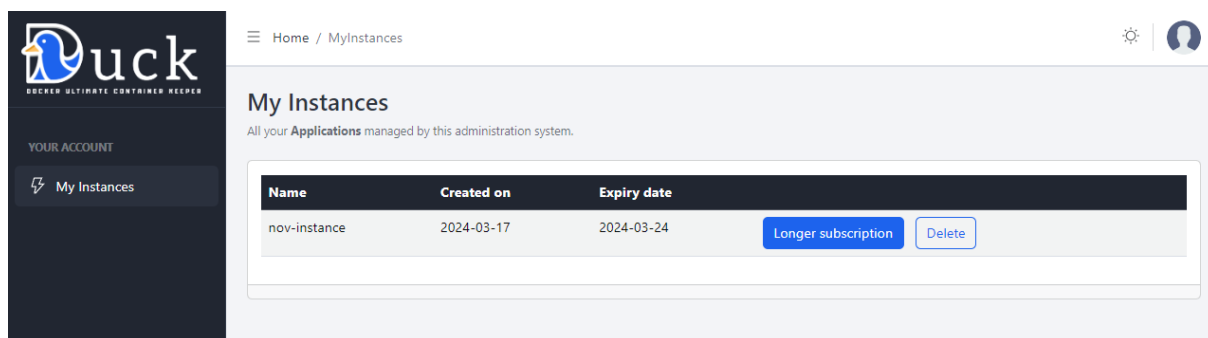 Duck
DOCKER ULTIMATE CONTAINER KEEPER
YOUR ACCOUNT
My Instances
Home / MyInstances
My Instances
All your Applications managed by this administration system.
Name Created on Expiry date
nov-instance 2024-03-17 2024-03-24 Longer subscription Delete